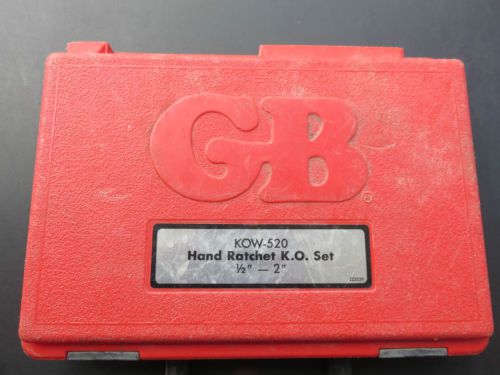 GB®
KOW-520
Hand Ratchet K.O. Set
½" — 2"